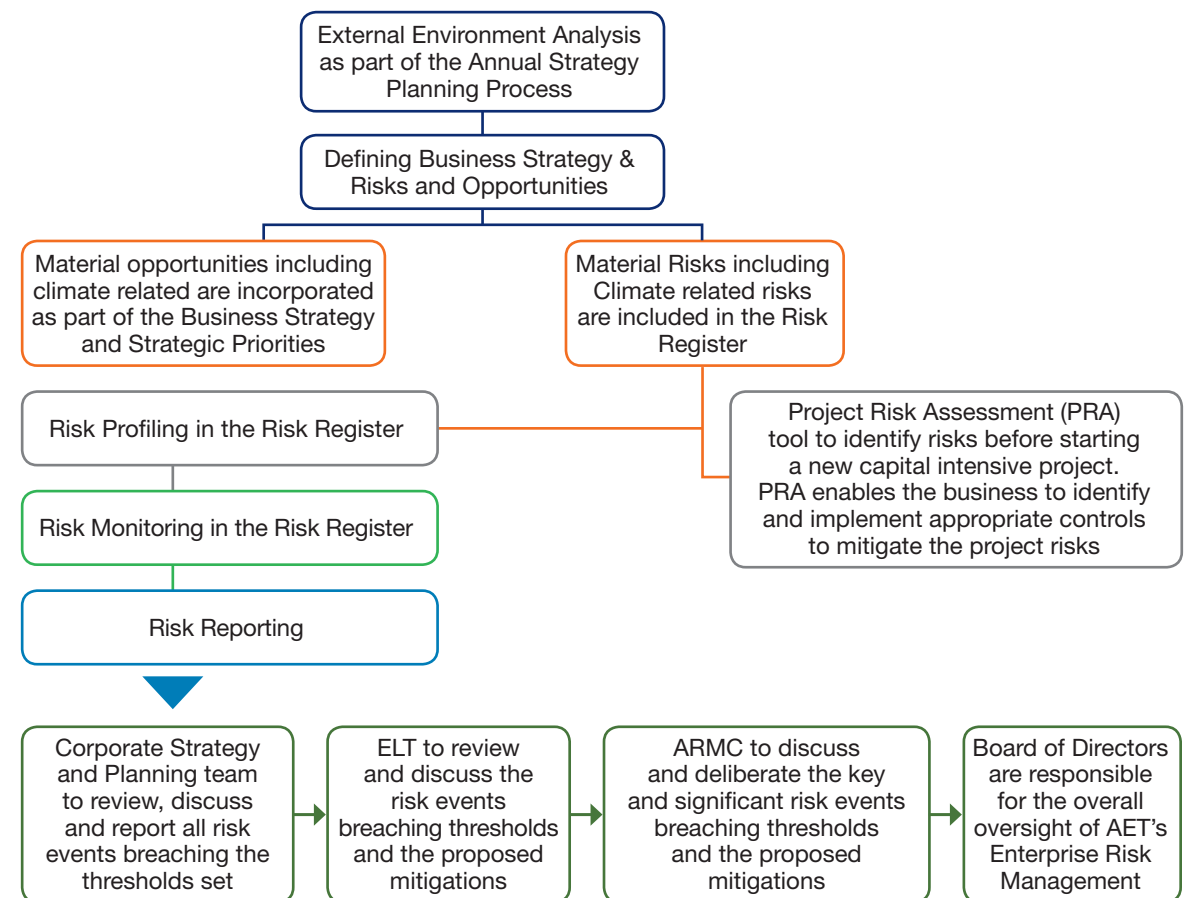 External Environment Analysis
as part of the Annual Strategy
Planning Process
Defining Business Strategy &
Risks and Opportunities
Material opportunities including
climate related are incorporated
as part of the Business Strategy
and Strategic Priorities
Material Risks including
Climate related risks
are included in the Risk
Register
Risk Profiling in the Risk Register
Project Risk Assessment (PRA)
tool to identify risks before starting
a new capital intensive project.
PRA enables the business to identify
and implement appropriate controls
to mitigate the project risks
Risk Monitoring in the Risk Register
Risk Reporting
Corporate Strategy
and Planning team
to review, discuss
and report all risk
events breaching the
thresholds set
ELT to review
and discuss the
risk events
breaching thresholds
and the proposed
mitigations
ARMC to discuss
and deliberate the key
and significant risk events
breaching thresholds
and the proposed
mitigations
Board of Directors
are responsible
for the overall
oversight of AET's
Enterprise Risk
Management